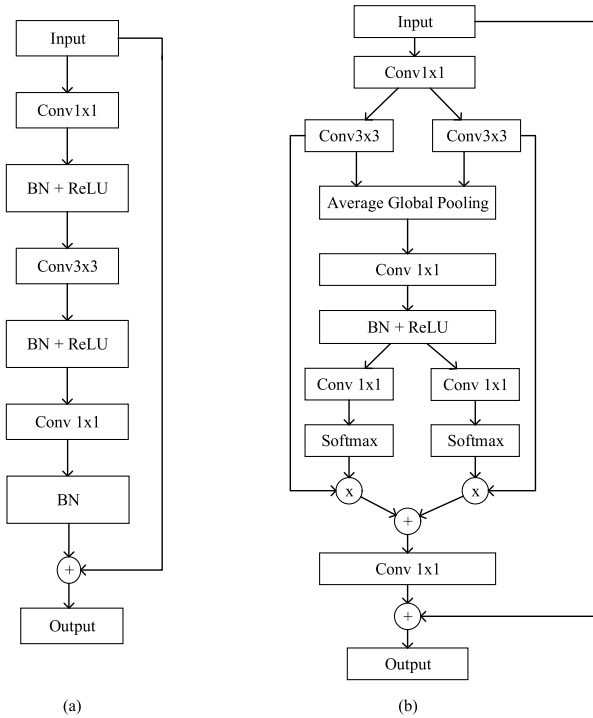 Input
Conv1x1
BN + ReLU
Conv3x3
BN + ReLU
Conv 1x1
BN
+
Output
(a)
Input
Conv1x1
Conv3x3
Conv3x3
Average Global Pooling
Conv 1x1
BN + ReLU
Conv 1x1
Conv 1x1
Softmax
Softmax
x
x
+
Conv 1x1
+
Output
(b)